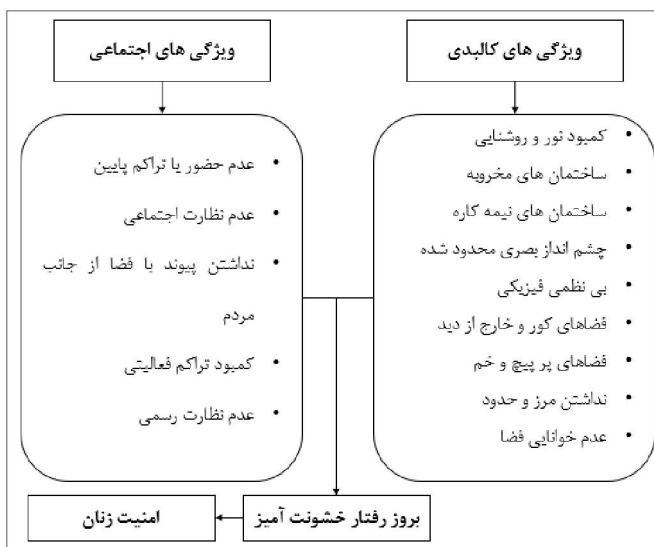 ویژگی های کالبدی
کمبود نور و روشنایی
ساختمان های مخروبه
ساختمان های نیمه کاره
چشم انداز بصری محدود شده
بی نظمی فیزیکی
فضاهای کور و خارج از دید
فضاهای پر پیچ و خم
نداشتن مرز و حدود
عدم خوانایی فضا
ویژگی های اجتماعی
عدم حضور یا تراکم پایین
عدم نظارت اجتماعی
نداشتن پیوند با فضا از جانب
مردم
کمبود تراکم فعالیتی
عدم نظارت رسمی
بروز رفتار خشونت آمیز
امنیت زنان